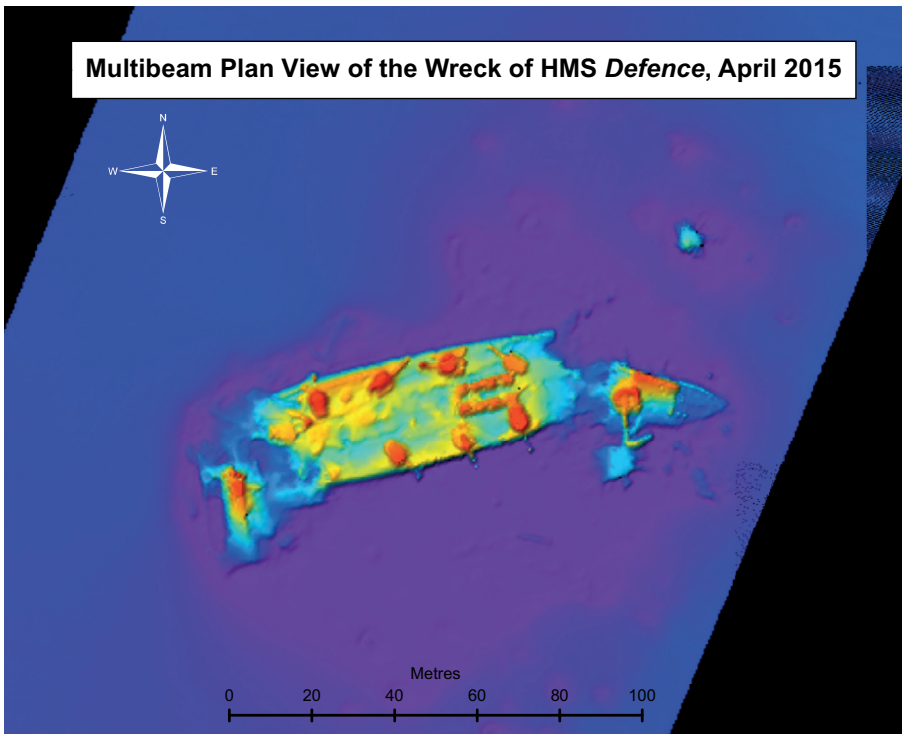 Multibeam Plan View of the Wreck of HMS Defence, April 2015
N
W E
S
Metres
0 20 40 60 80 100